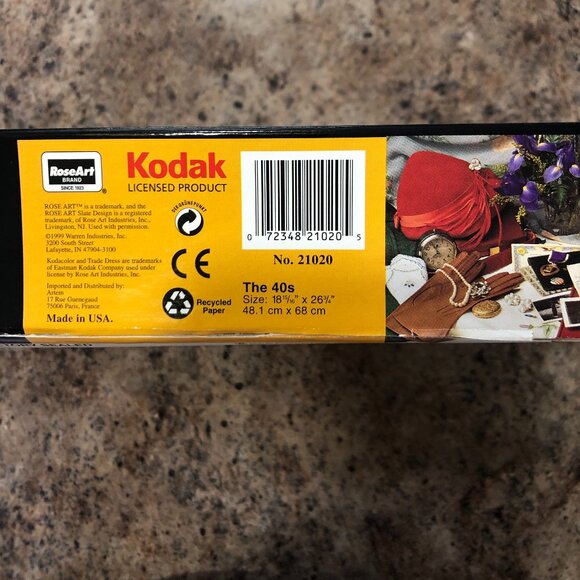 RoseArt
BRAND
SINCE 1923
®
Kodak
LICENSED PRODUCT
ROSE ART™ is a trademark, and the
ROSE ART Slate Design is a registered
trademark, of Rose Art Industries, Inc.,
Livingston, NJ. Used with permission.
©1999 Warren Industries, Inc.
3200 South Street
Lafayette, IN 47904-3100
Kodacolor and Trade Dress are trademarks
of Eastman Kodak Company used under
license by Rose Art Industries, Inc.
Imported and Distributed by:
Artem
17 Rue Guenegaud
75006 Paris, France
Made in USA.
DER GRÜNE PUNKT
CE
Recycled
Paper
0 72348 21020 5
No. 21020
The 40s
Size: 18 15/16" x 26 3/4"
48.1 cm x 68 cm
SEALED